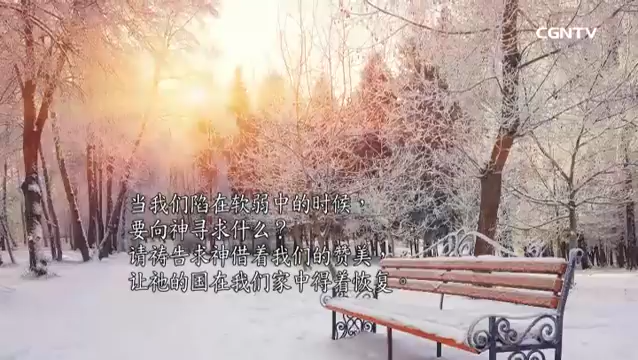 CGNTV
当我们陷在软弱中的时候，
要向神寻求什么？
请祷告求神借着我们的赞美，
让祂的国在我们家中得着恢复。